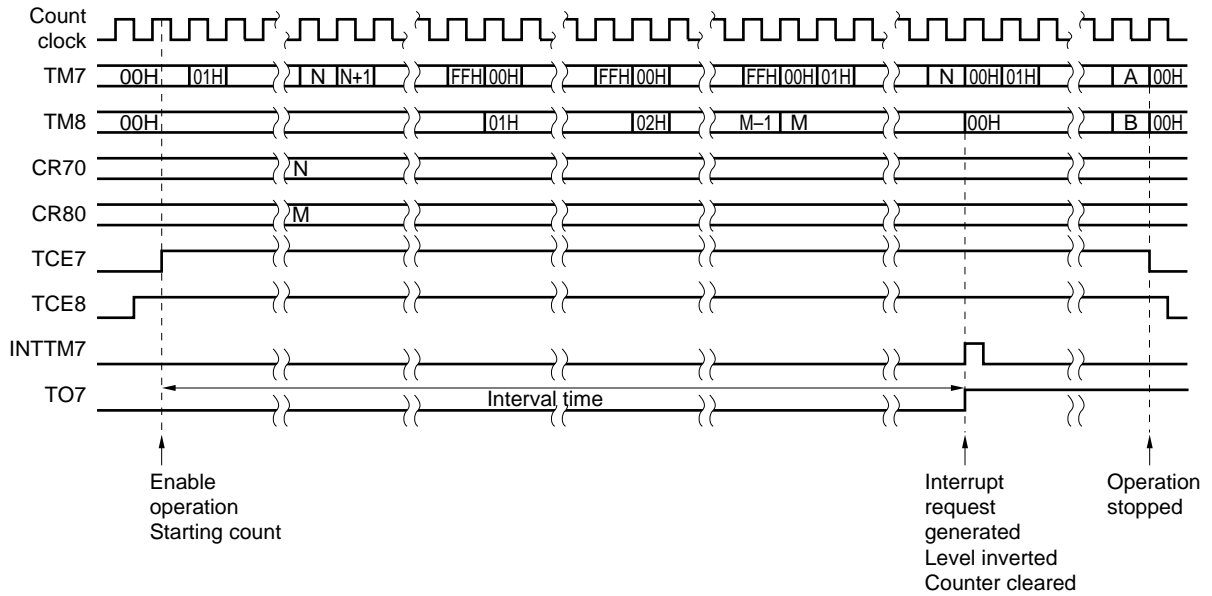 Count
clock
TM7 00H 01H N N+1 FFH 00H FFH 00H FFH 00H 01H N 00H 01H A 00H
TM8 00H 01H 02H M–1 M 00H B 00H
CR70 N
CR80 M
TCE7
TCE8
INTTM7
TO7 Interval time
Enable
operation
Starting count
Interrupt
request
generated
Level inverted
Counter cleared
Operation
stopped